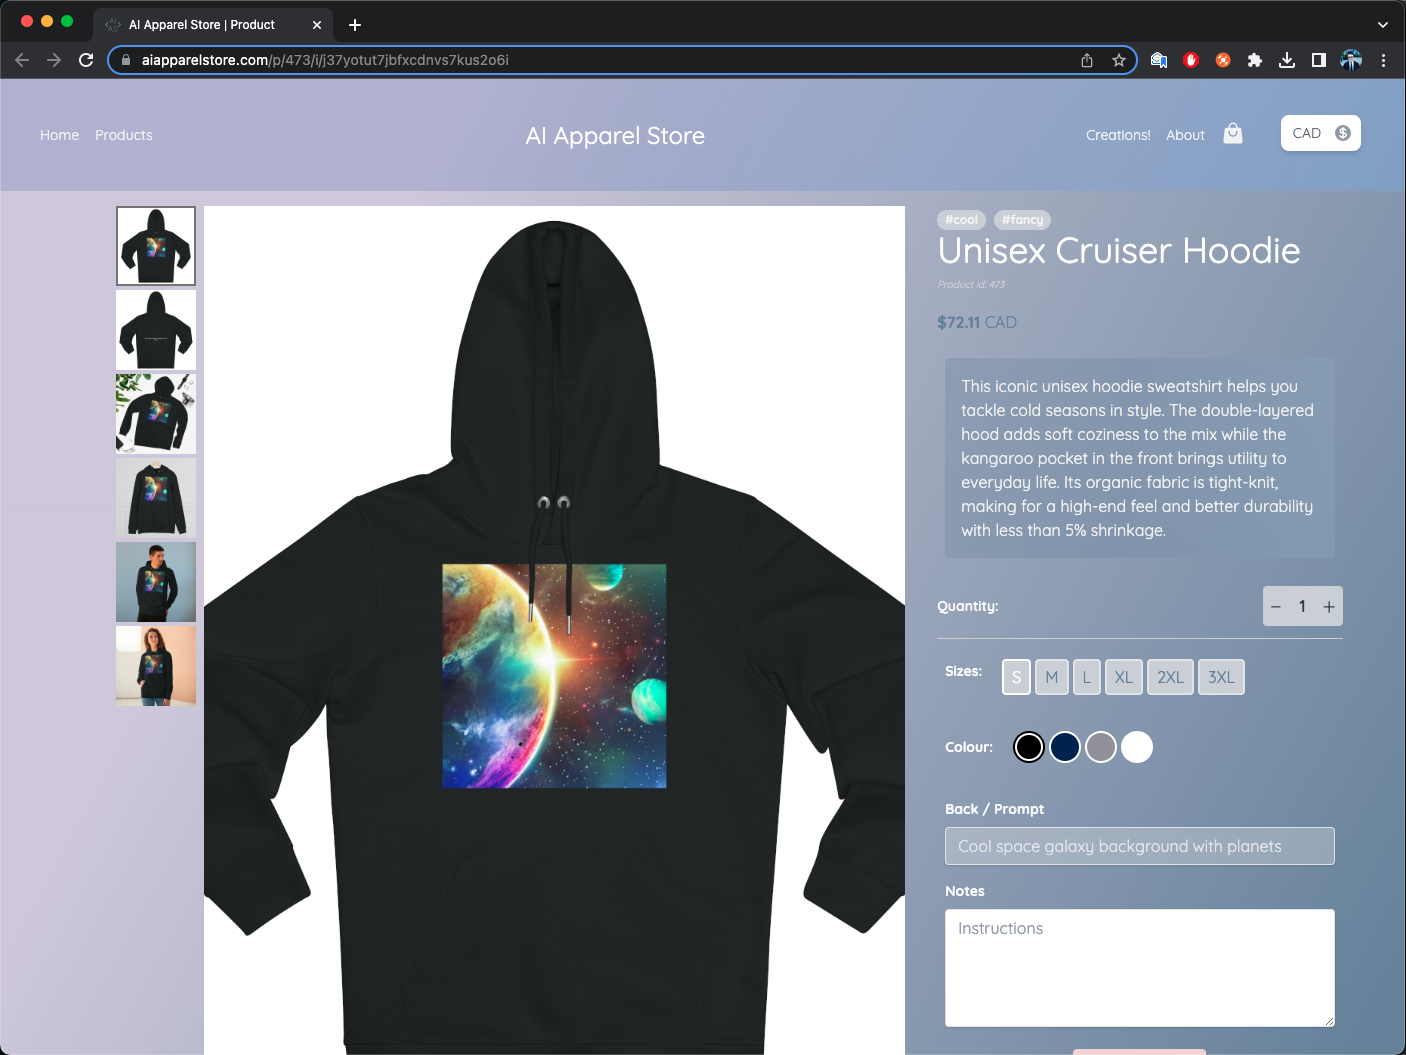 AI Apparel Store | Product
aiapparelstore.com/p/473/i/j37yotut7jbfxcdnvs7kus2o6i
Home Products
AI Apparel Store
Creations! About
CAD $
#cool #fancy
Unisex Cruiser Hoodie
Product Id: 473
$72.11 CAD
This iconic unisex hoodie sweatshirt helps you
tackle cold seasons in style. The double-layered
hood adds soft coziness to the mix while the
kangaroo pocket in the front brings utility to
everyday life. Its organic fabric is tight-knit,
making for a high-end feel and better durability
with less than 5% shrinkage.
Quantity: − 1 +
Sizes: S M L XL 2XL 3XL
Colour:
Back / Prompt
Cool space galaxy background with planets
Notes
Instructions